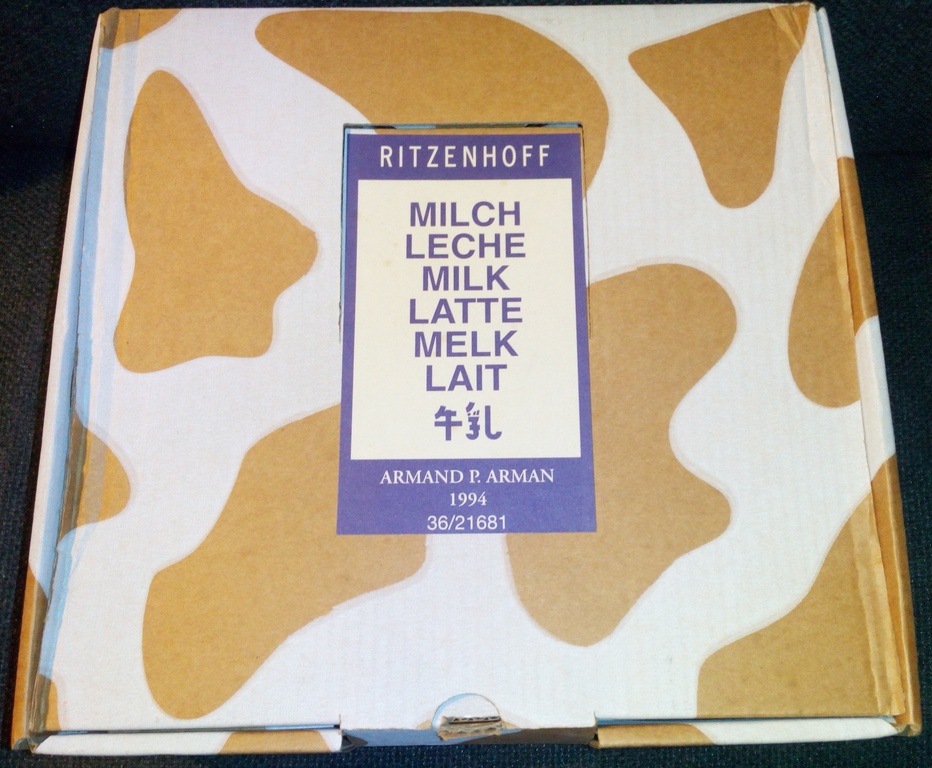 RITZENHOFF
MILCH
LECHE
MILK
LATTE
MELK
LAIT
牛乳
ARMAND P. ARMAN
1994
36/21681